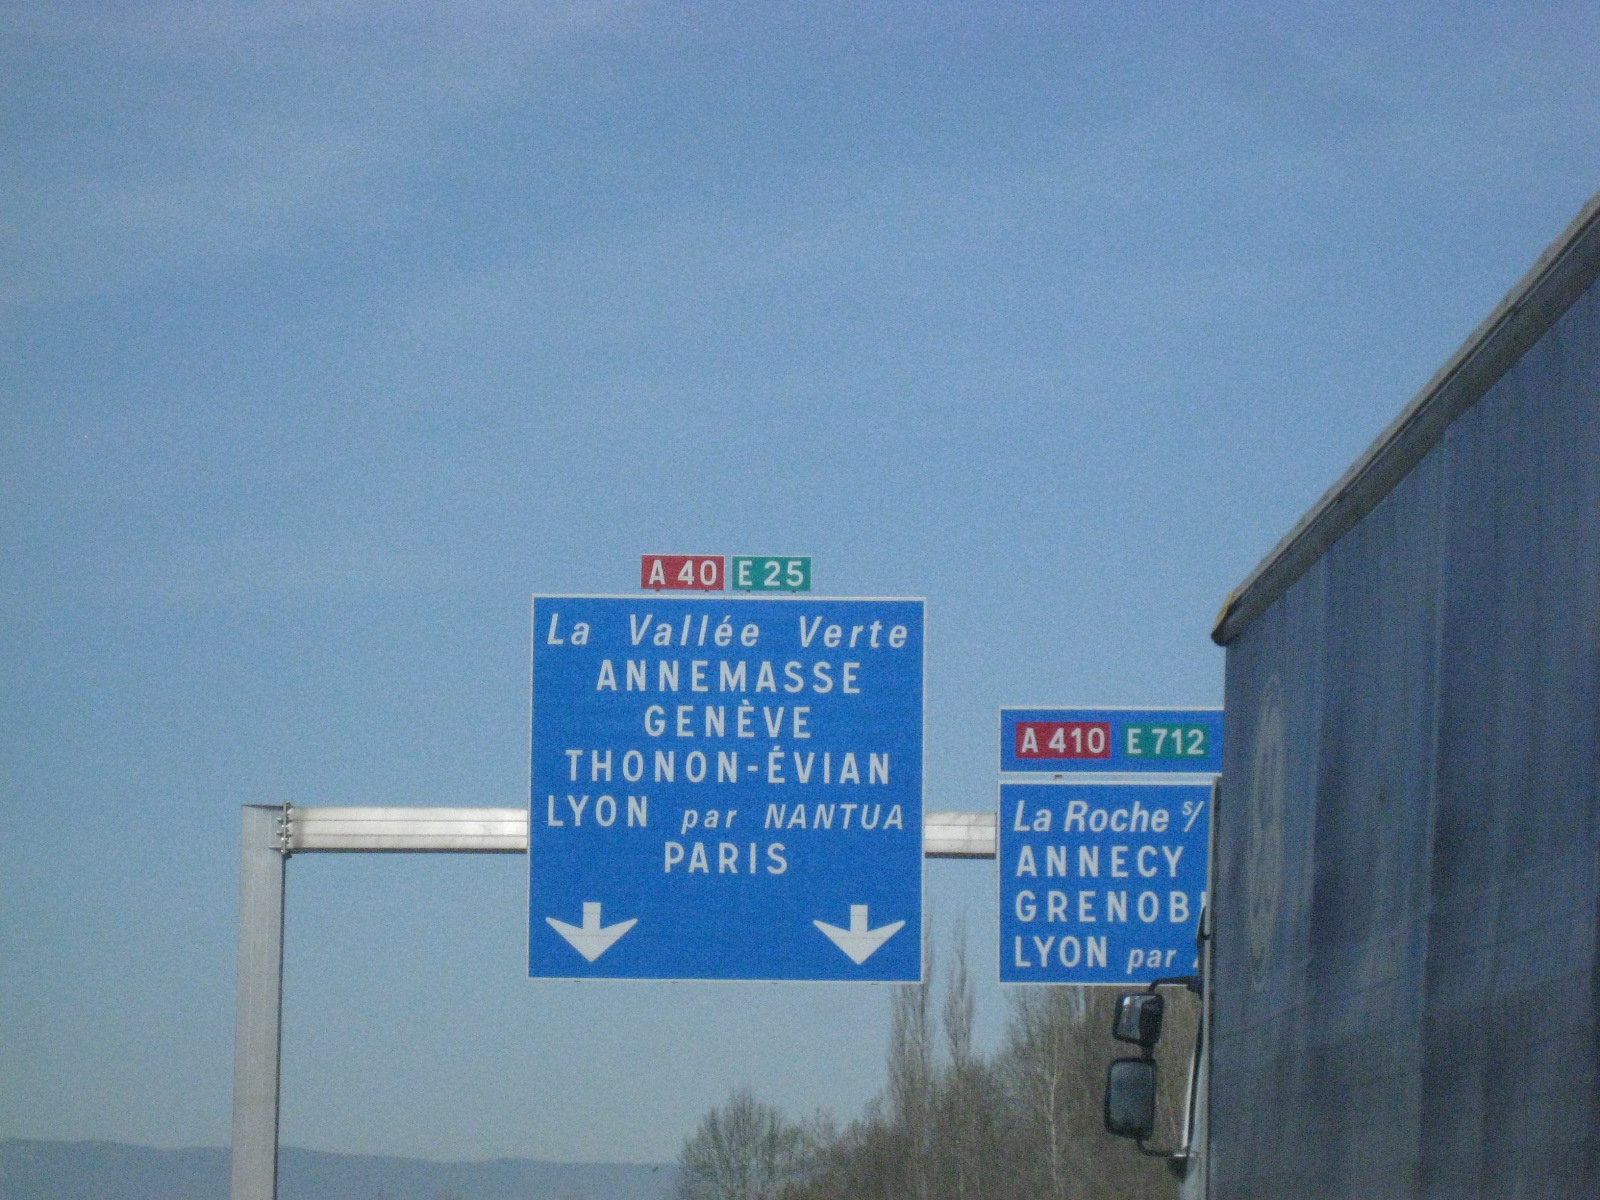 A 40 E 25
La Vallée Verte
ANNEMASSE
GENÈVE
THONON-ÉVIAN
LYON par NANTUA
PARIS
A 410 E 712
La Roche s/
ANNECY
GRENOB
LYON par